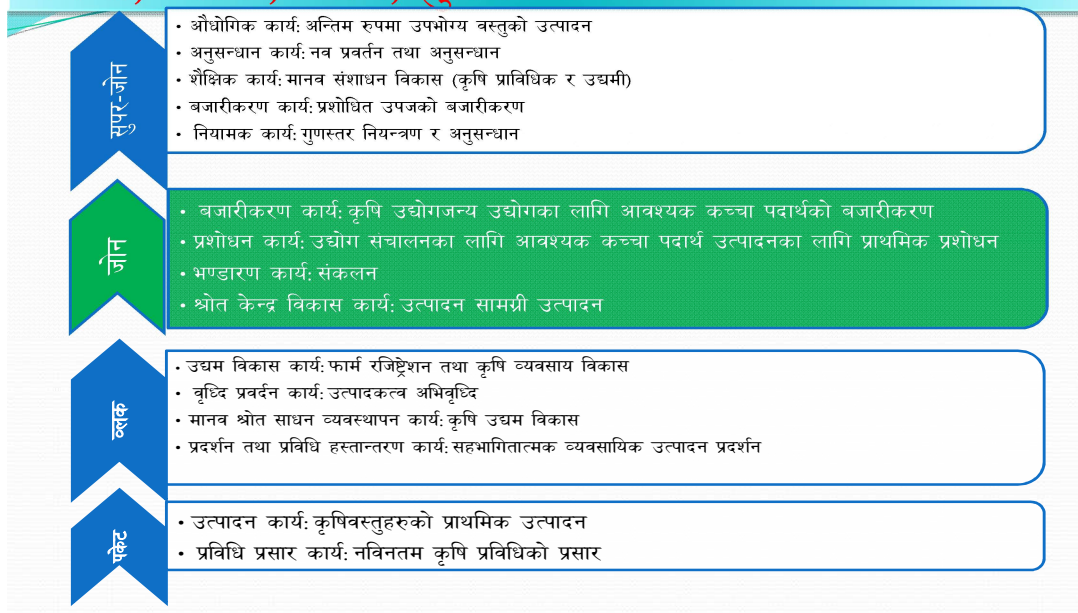 सुपर-जोन
• औधोगिक कार्य: अन्तिम रुपमा उपभोग्य वस्तुको उत्पादन
• अनुसन्धान कार्य: नव प्रवर्तन तथा अनुसन्धान
• शैक्षिक कार्य: मानव संशाधन विकास (कृषि प्राविधिक र उद्यमी)
• बजारीकरण कार्य: प्रशोधित उपजको बजारीकरण
• नियामक कार्य: गुणस्तर नियन्त्रण र अनुसन्धान
जोन
• बजारीकरण कार्य: कृषि उद्योगजन्य उद्योगका लागि आवश्यक कच्चा पदार्थको बजारीकरण
• प्रशोधन कार्य: उद्योग संचालनका लागि आवश्यक कच्चा पदार्थ उत्पादनका लागि प्राथमिक प्रशोधन
• भण्डारण कार्य: संकलन
• श्रोत केन्द्र विकास कार्य: उत्पादन सामग्री उत्पादन
ब्लक
• उद्यम विकास कार्य: फार्म रजिष्ट्रेशन तथा कृषि व्यवसाय विकास
• वृध्दि प्रवर्दन कार्य: उत्पादकत्व अभिवृध्दि
• मानव श्रोत साधन व्यवस्थापन कार्य: कृषि उद्यम विकास
• प्रदर्शन तथा प्रविधि हस्तान्तरण कार्य: सहभागितात्मक व्यवसायिक उत्पादन प्रदर्शन
पकेट
• उत्पादन कार्य: कृषिवस्तुहरुको प्राथमिक उत्पादन
• प्रविधि प्रसार कार्य: नविनतम कृषि प्रविधिको प्रसार